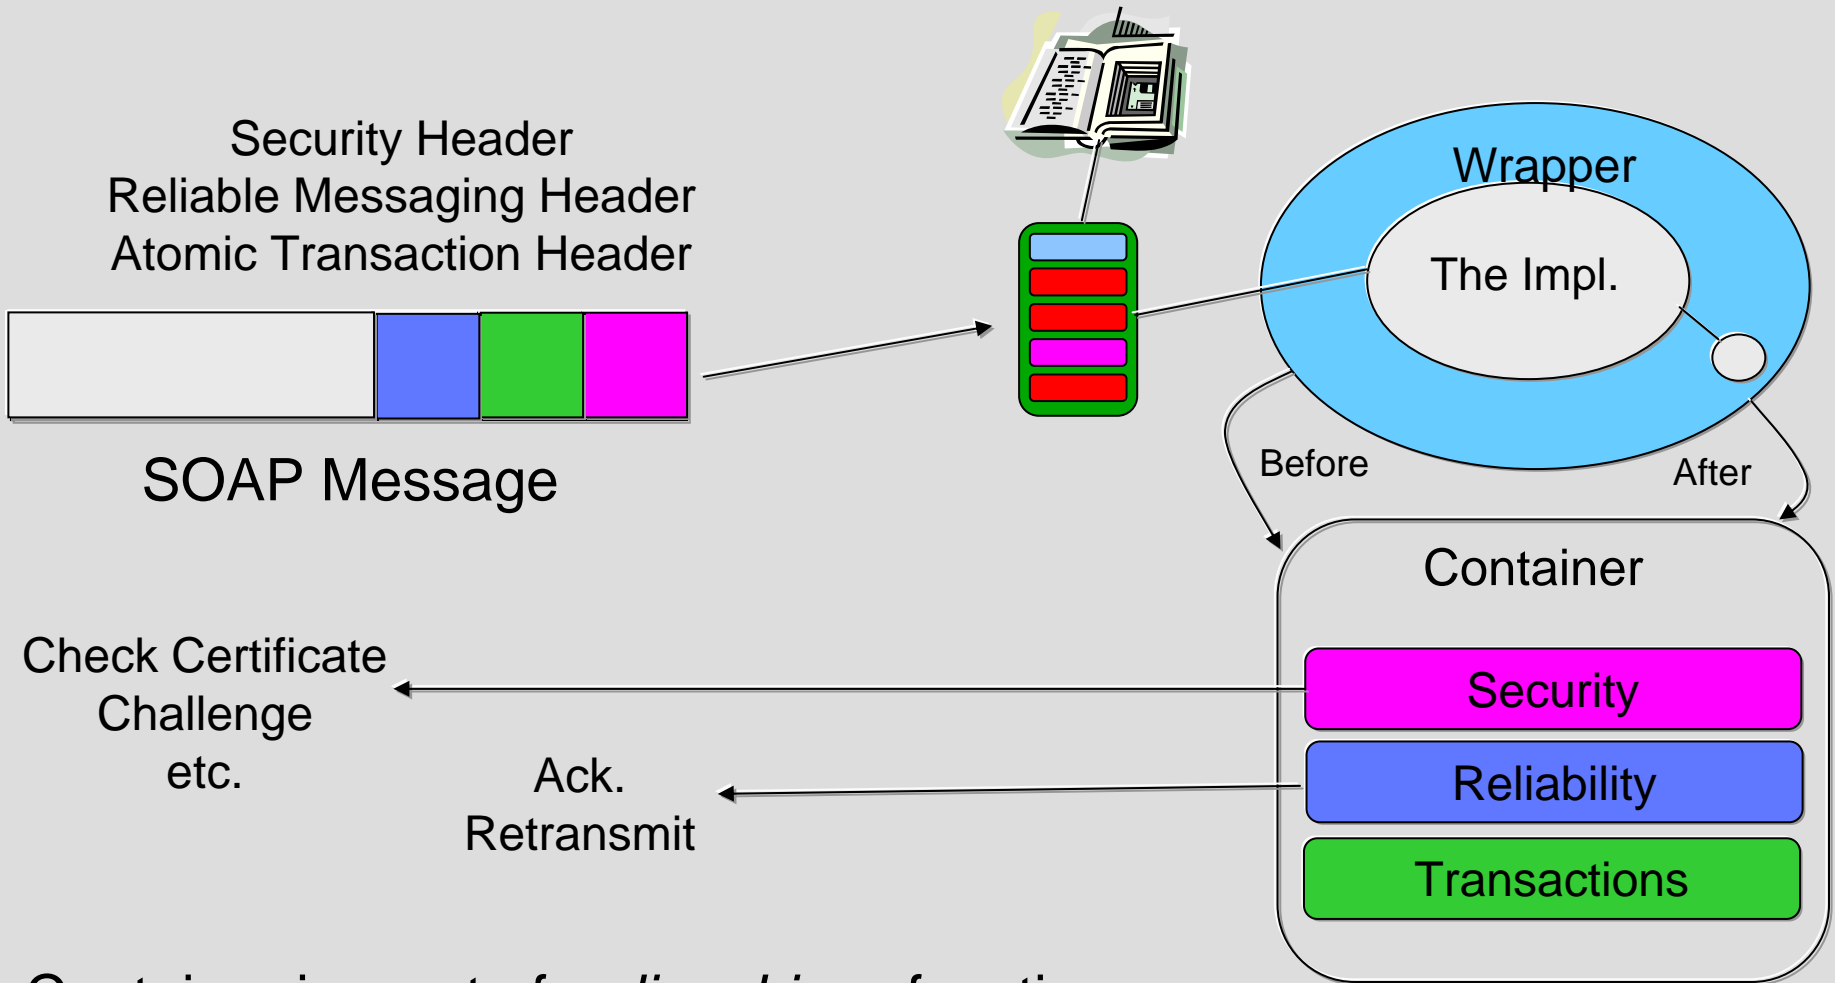 Security Header
Reliable Messaging Header
Atomic Transaction Header
SOAP Message
Wrapper
The Impl.
Before
After
Container
Security
Reliability
Transactions
Check Certificate
Challenge
etc.
Ack.
Retransmit